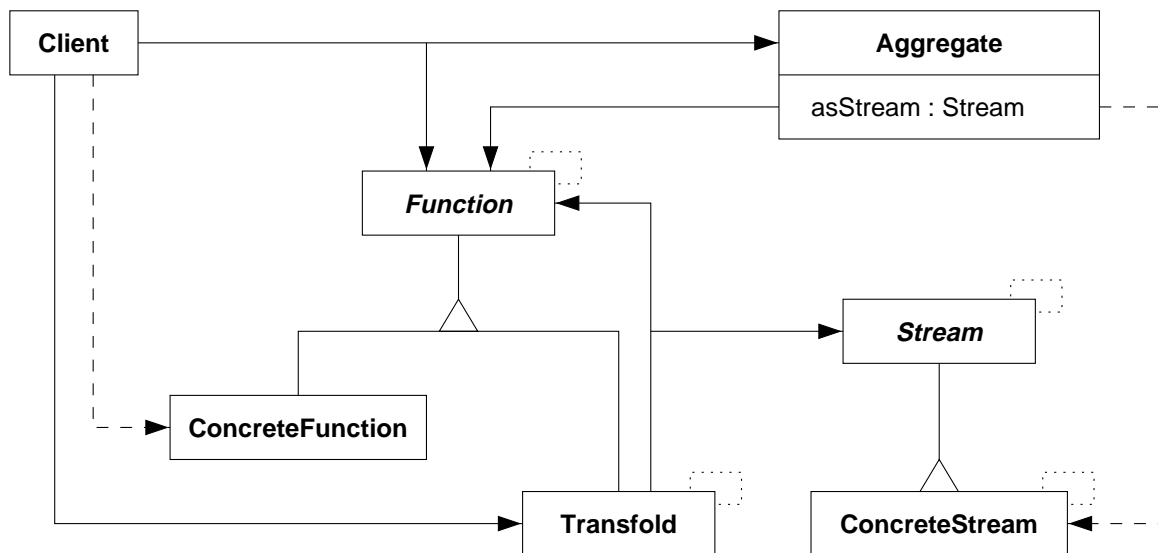 Client
Aggregate
asStream : Stream
Function
Stream
ConcreteFunction
Transfold
ConcreteStream